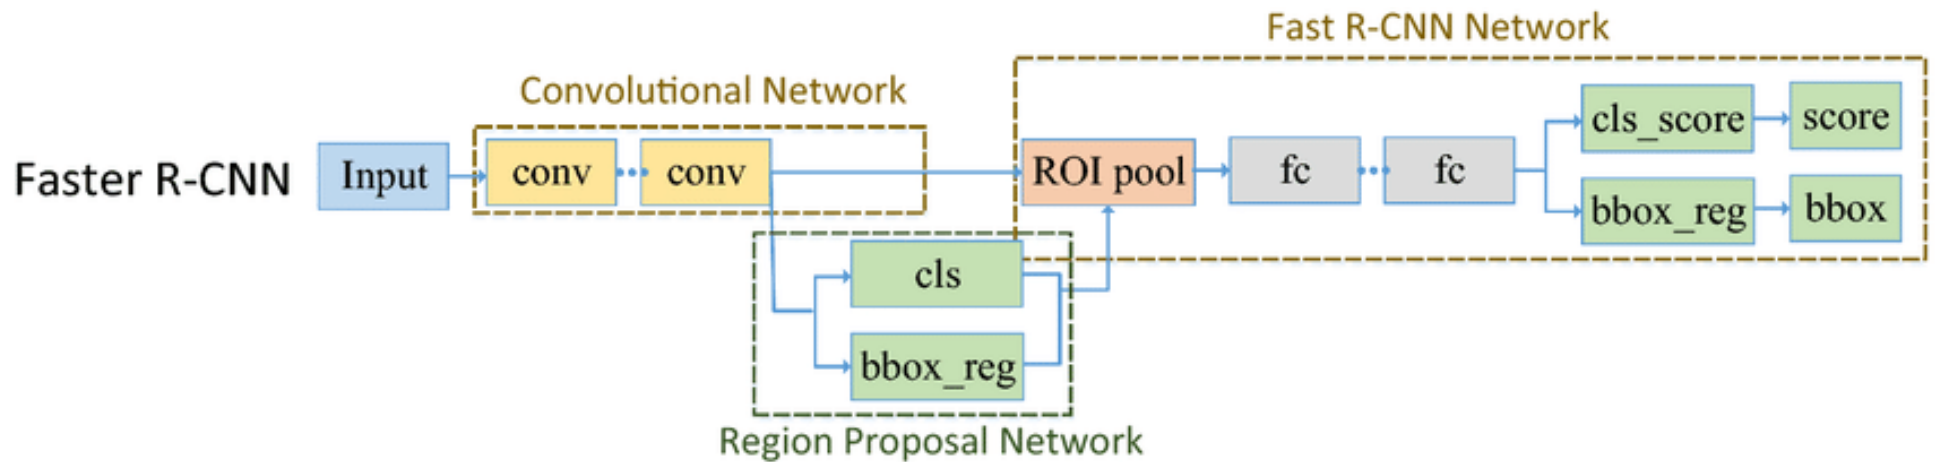 Fast R-CNN Network
Convolutional Network
Faster R-CNN
Input
conv
conv
ROI pool
fc
fc
cls_score
score
bbox_reg
bbox
cls
bbox_reg
Region Proposal Network